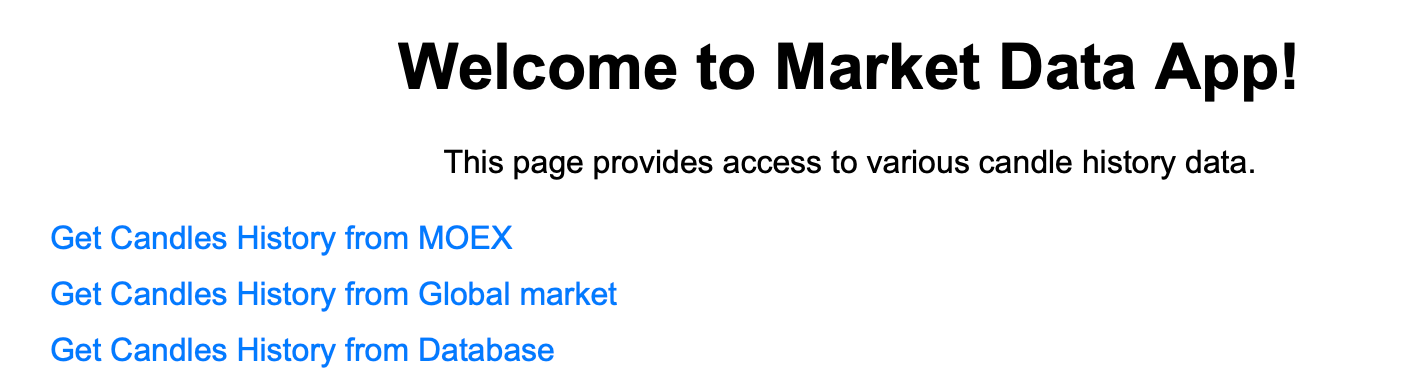 Welcome to Market Data App!
This page provides access to various candle history data.
Get Candles History from MOEX
Get Candles History from Global market
Get Candles History from Database